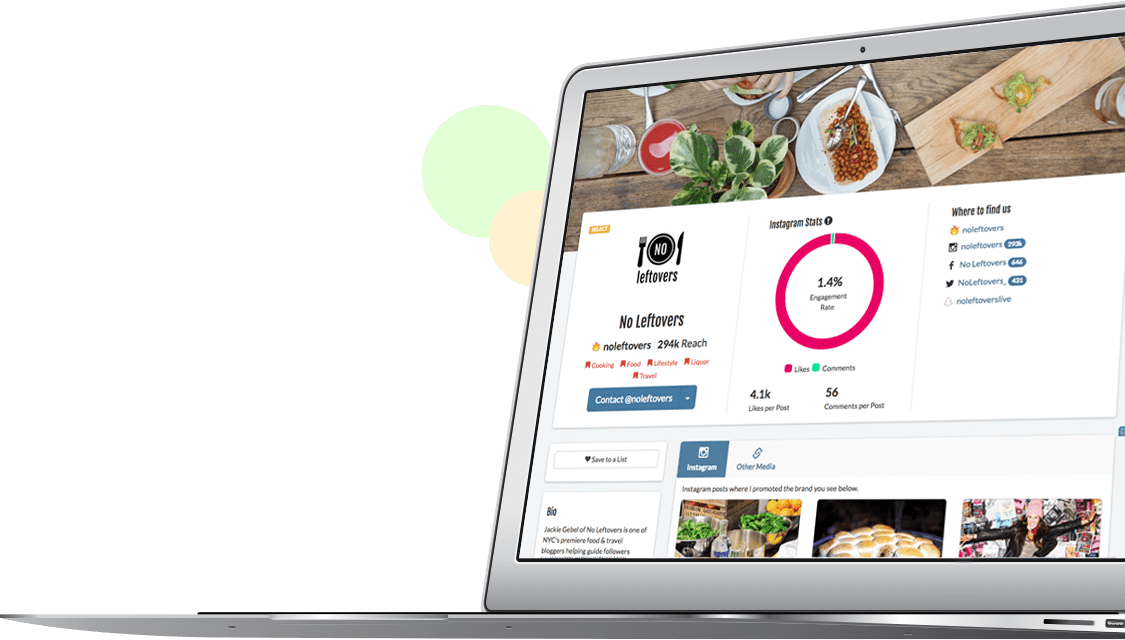 SELECT
NO
leftovers
No Leftovers
noleftovers | 294k Reach
Cooking Food Lifestyle Liquor
Travel
Contact @noleftovers
Instagram Stats
1.4%
Engagement
Rate
Likes Comments
4.1k
Likes per Post
56
Comments per Post
Where to find us
noleftovers
noleftovers 293k
No Leftovers 646
NoLeftovers_ 421
noleftoverslive
Save to a List
Bio
Jackie Gebel of No Leftovers is one of
NYC's premiere food & travel
bloggers helping guide followers
Instagram
Other Media
Instagram posts where I promoted the brand you see below.